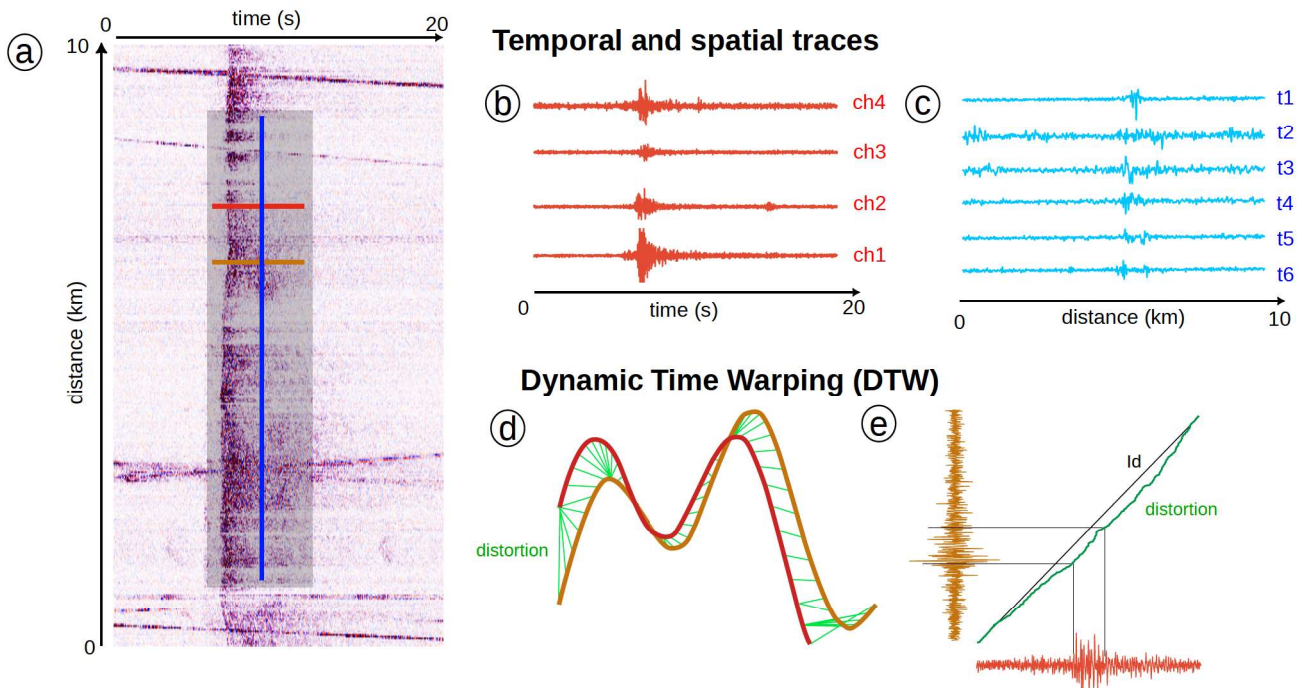 a
time (s)
0
20
10
distance (km)
0
Temporal and spatial traces
b
ch4
ch3
ch2
ch1
0
time (s)
20
c
t1
t2
t3
t4
t5
t6
0
distance (km)
10
Dynamic Time Warping (DTW)
d
distortion
e
Id
distortion